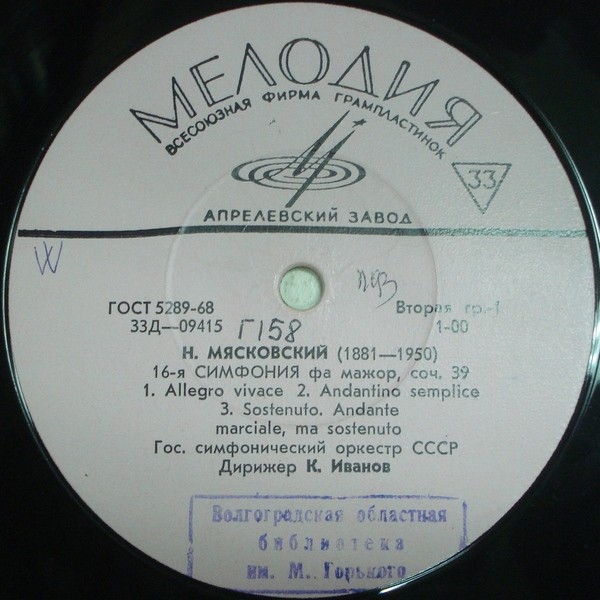 МЕЛОДИЯ
ВСЕСОЮЗНАЯ ФИРМА ГРАМПЛАСТИНОК
33
АПРЕЛЕВСКИЙ ЗАВОД
ГОСТ 5289-68
Вторая гр.-1
33Д—09415 Г158
1-00
Н. МЯСКОВСКИЙ (1881—1950)
16-я СИМФОНИЯ фа мажор, соч. 39
1. Allegro vivace 2. Andantino semplice
3. Sostenuto. Andante
marciale, ma sostenuto
Гос. симфонический оркестр СССР
Дирижер К. Иванов
Волгоградская областная
библиотека
им. М. Горького